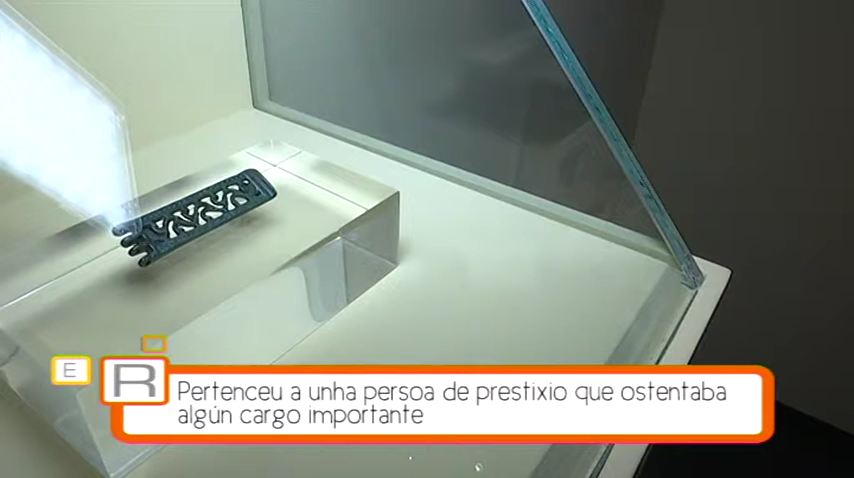 E
R
Pertenceu a unha persoa de prestixio que ostentaba
algún cargo importante